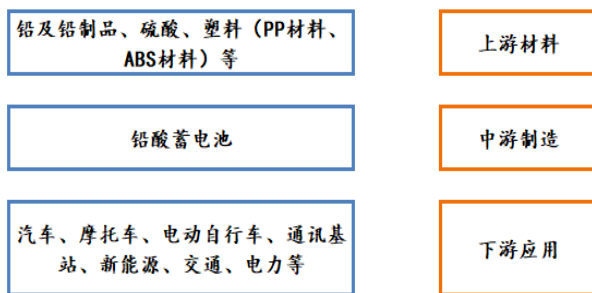 铅及铅制品、硫酸、塑料（PP材料、
ABS材料）等
上游材料
铅酸蓄电池
中游制造
汽车、摩托车、电动自行车、通讯基
站、新能源、交通、电力等
下游应用